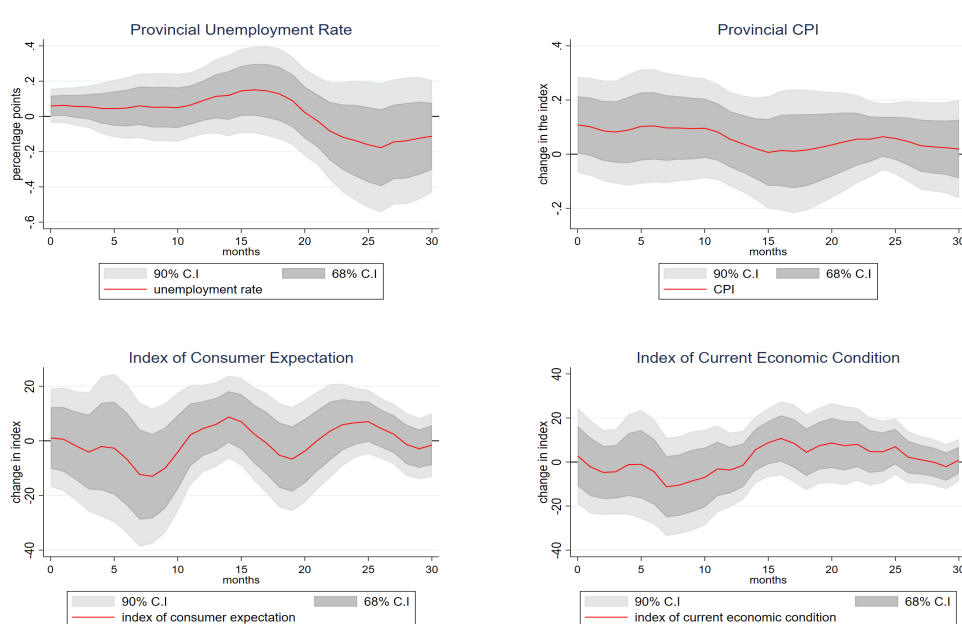 Provincial Unemployment Rate
.4
.2
0
-.2
-.4
-.6
percentage points
0 5 10 15 20 25 30
months
90% C.I 68% C.I
unemployment rate
Provincial CPI
.4
.2
0
-.2
change in the index
0 5 10 15 20 25 30
months
90% C.I 68% C.I
CPI
Index of Consumer Expectation
20
0
-20
-40
change in index
0 5 10 15 20 25 30
months
90% C.I 68% C.I
index of consumer expectation
Index of Current Economic Condition
40
20
0
-20
-40
change in index
0 5 10 15 20 25 30
months
90% C.I 68% C.I
index of current economic condition